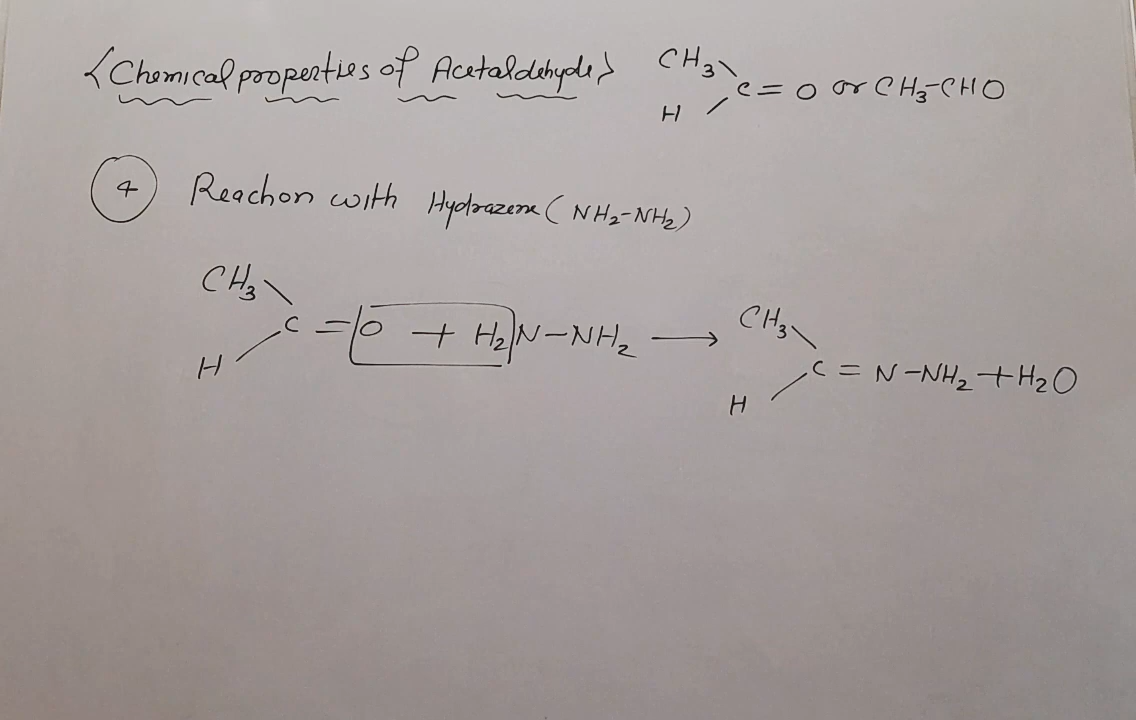 <Chemical properties of Acetaldehyde> CH₃ \ C = O or CH₃-CHO
H /
4 Reaction with Hydrazene (NH₂-NH₂)
CH₃ \ CH₃ \
C = O + H₂N-NH₂ → C = N-NH₂ + H₂O
H / H /